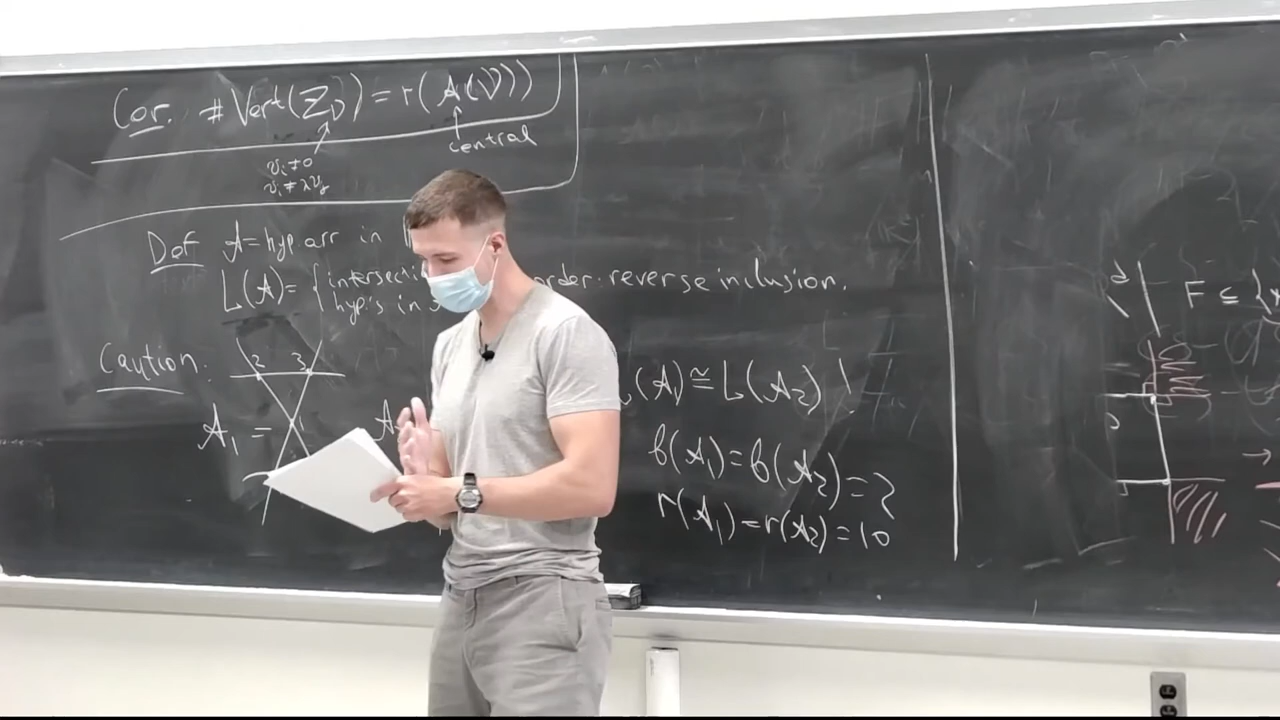 Cor. # Vert(Z_V) = r(A(V))
central
v_i ≠ 0
v_i ≠ λv_j
Def A = hyp. arr in
L(A) = { intersecti order. reverse inclusion.
hyp's in
Caution.
2 3
A_1 =
(A_1) ≅ L(A_2) !
b(A_1) = b(A_2) = 2
r(A_1) = r(A_2) = 10
F ⊆ {